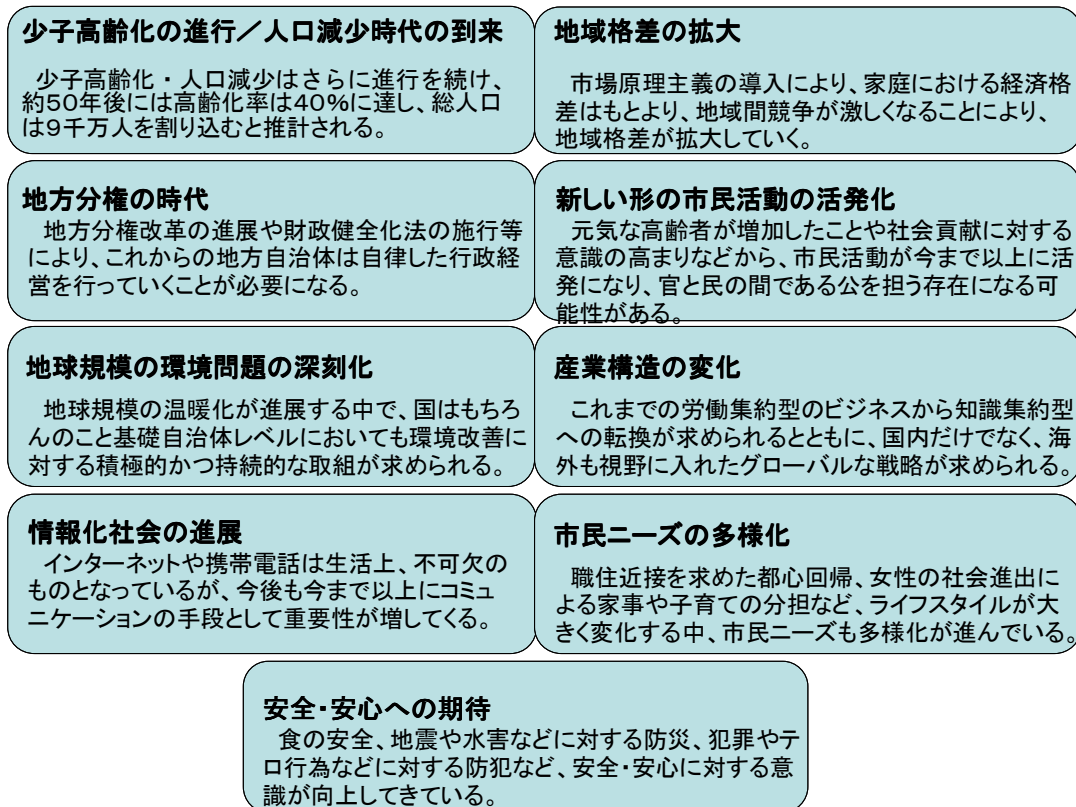 少子高齢化の進行／人口減少時代の到来
少子高齢化・人口減少はさらに進行を続け、
約50年後には高齢化率は40%に達し、総人口
は9千万人を割り込むと推計される。
地域格差の拡大
市場原理主義の導入により、家庭における経済格
差はもとより、地域間競争が激しくなることにより、
地域格差が拡大していく。
地方分権の時代
地方分権改革の進展や財政健全化法の施行等
により、これからの地方自治体は自律した行政経
営を行っていくことが必要になる。
新しい形の市民活動の活発化
元気な高齢者が増加したことや社会貢献に対する
意識の高まりなどから、市民活動が今まで以上に活
発になり、官と民の間である公を担う存在になる可
能性がある。
地球規模の環境問題の深刻化
地球規模の温暖化が進展する中で、国はもちろ
んのこと基礎自治体レベルにおいても環境改善に
対する積極的かつ持続的な取組が求められる。
産業構造の変化
これまでの労働集約型のビジネスから知識集約型
への転換が求められるとともに、国内だけでなく、海
外も視野に入れたグローバルな戦略が求められる。
情報化社会の進展
インターネットや携帯電話は生活上、不可欠の
ものとなっているが、今後も今まで以上にコミュ
ニケーションの手段として重要性が増してくる。
市民ニーズの多様化
職住近接を求めた都心回帰、女性の社会進出に
よる家事や子育ての分担など、ライフスタイルが大
きく変化する中、市民ニーズも多様化が進んでいる。
安全・安心への期待
食の安全、地震や水害などに対する防災、犯罪やテ
ロ行為などに対する防犯など、安全・安心に対する意
識が向上してきている。